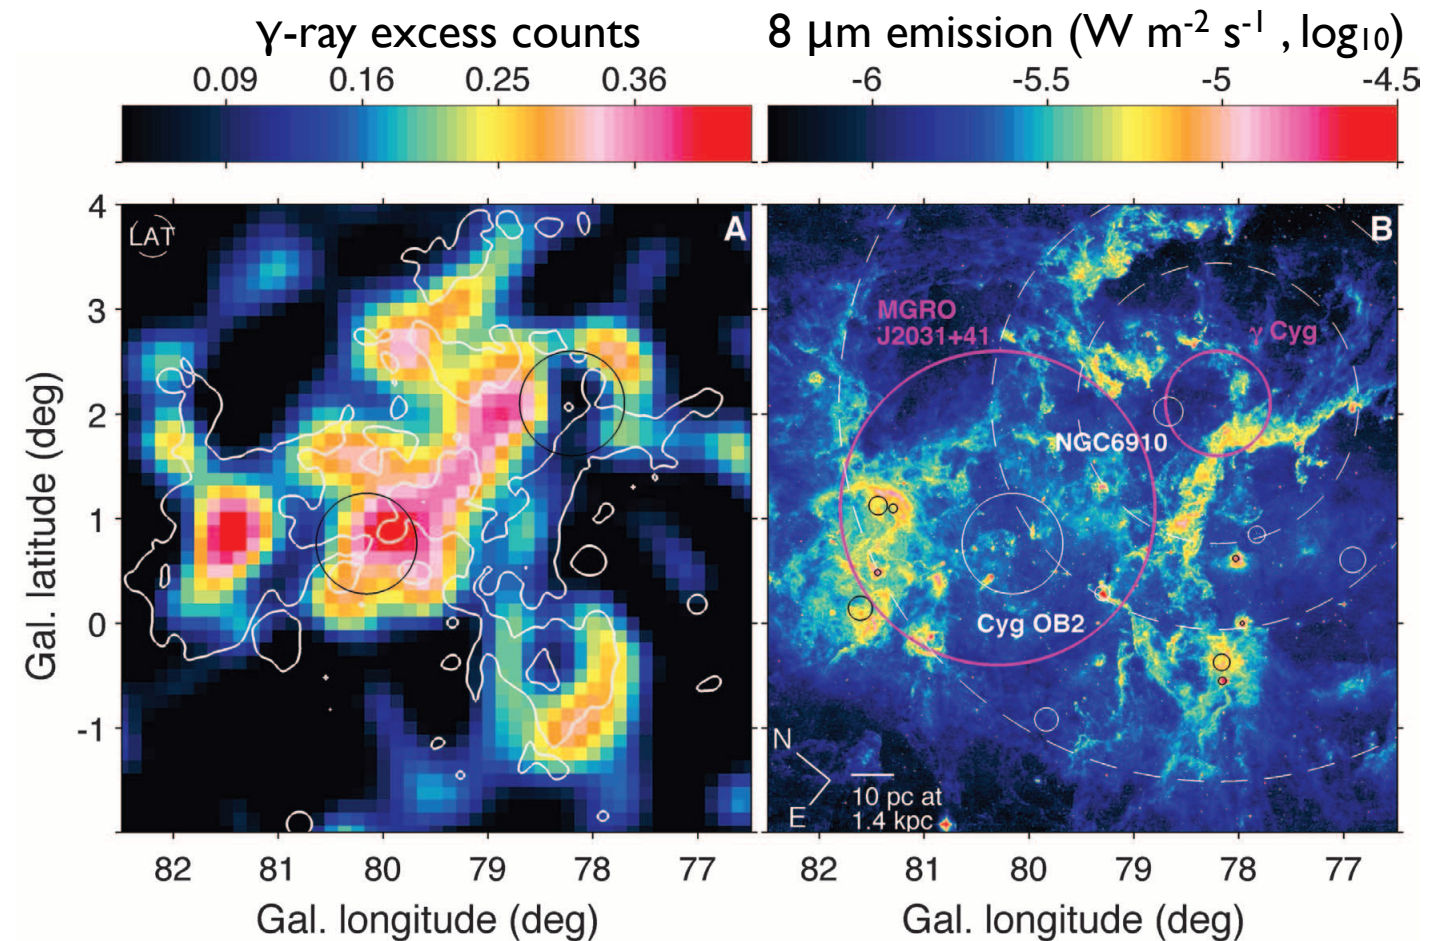 γ-ray excess counts
8 μm emission (W m-2 s-1 , log10)
0.09 0.16 0.25 0.36
-6 -5.5 -5 -4.5
LAT
A
B
4
3
2
1
0
-1
Gal. latitude (deg)
MGRO
J2031+41
γ Cyg
NGC6910
Cyg OB2
N
E
10 pc at
1.4 kpc
82 81 80 79 78 77
82 81 80 79 78 77
Gal. longitude (deg)
Gal. longitude (deg)